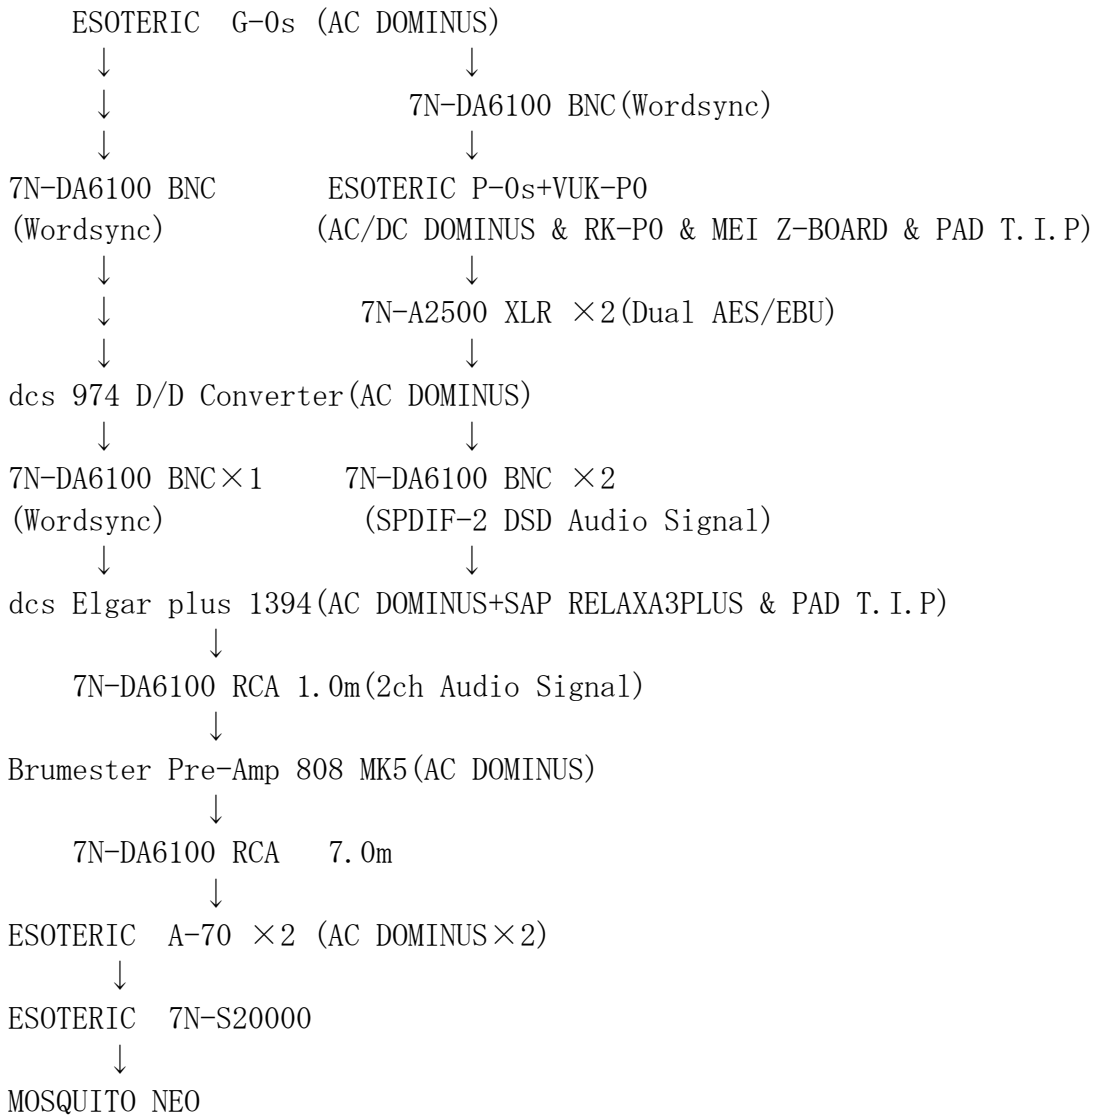 ESOTERIC G-0s (AC DOMINUS)
↓ ↓
↓ 7N-DA6100 BNC(Wordsync)
↓ ↓
7N-DA6100 BNC ESOTERIC P-0s+VUK-P0
(Wordsync) (AC/DC DOMINUS & RK-P0 & MEI Z-BOARD & PAD T.I.P)
↓ ↓
↓ 7N-A2500 XLR ×2(Dual AES/EBU)
↓ ↓
dcs 974 D/D Converter(AC DOMINUS)
↓ ↓
7N-DA6100 BNC×1 7N-DA6100 BNC ×2
(Wordsync) (SPDIF-2 DSD Audio Signal)
↓ ↓
dcs Elgar plus 1394(AC DOMINUS+SAP RELAXA3PLUS & PAD T.I.P)
↓
7N-DA6100 RCA 1.0m(2ch Audio Signal)
↓
Brumester Pre-Amp 808 MK5(AC DOMINUS)
↓
7N-DA6100 RCA 7.0m
↓
ESOTERIC A-70 ×2 (AC DOMINUS×2)
↓
ESOTERIC 7N-S20000
↓
MOSQUITO NEO